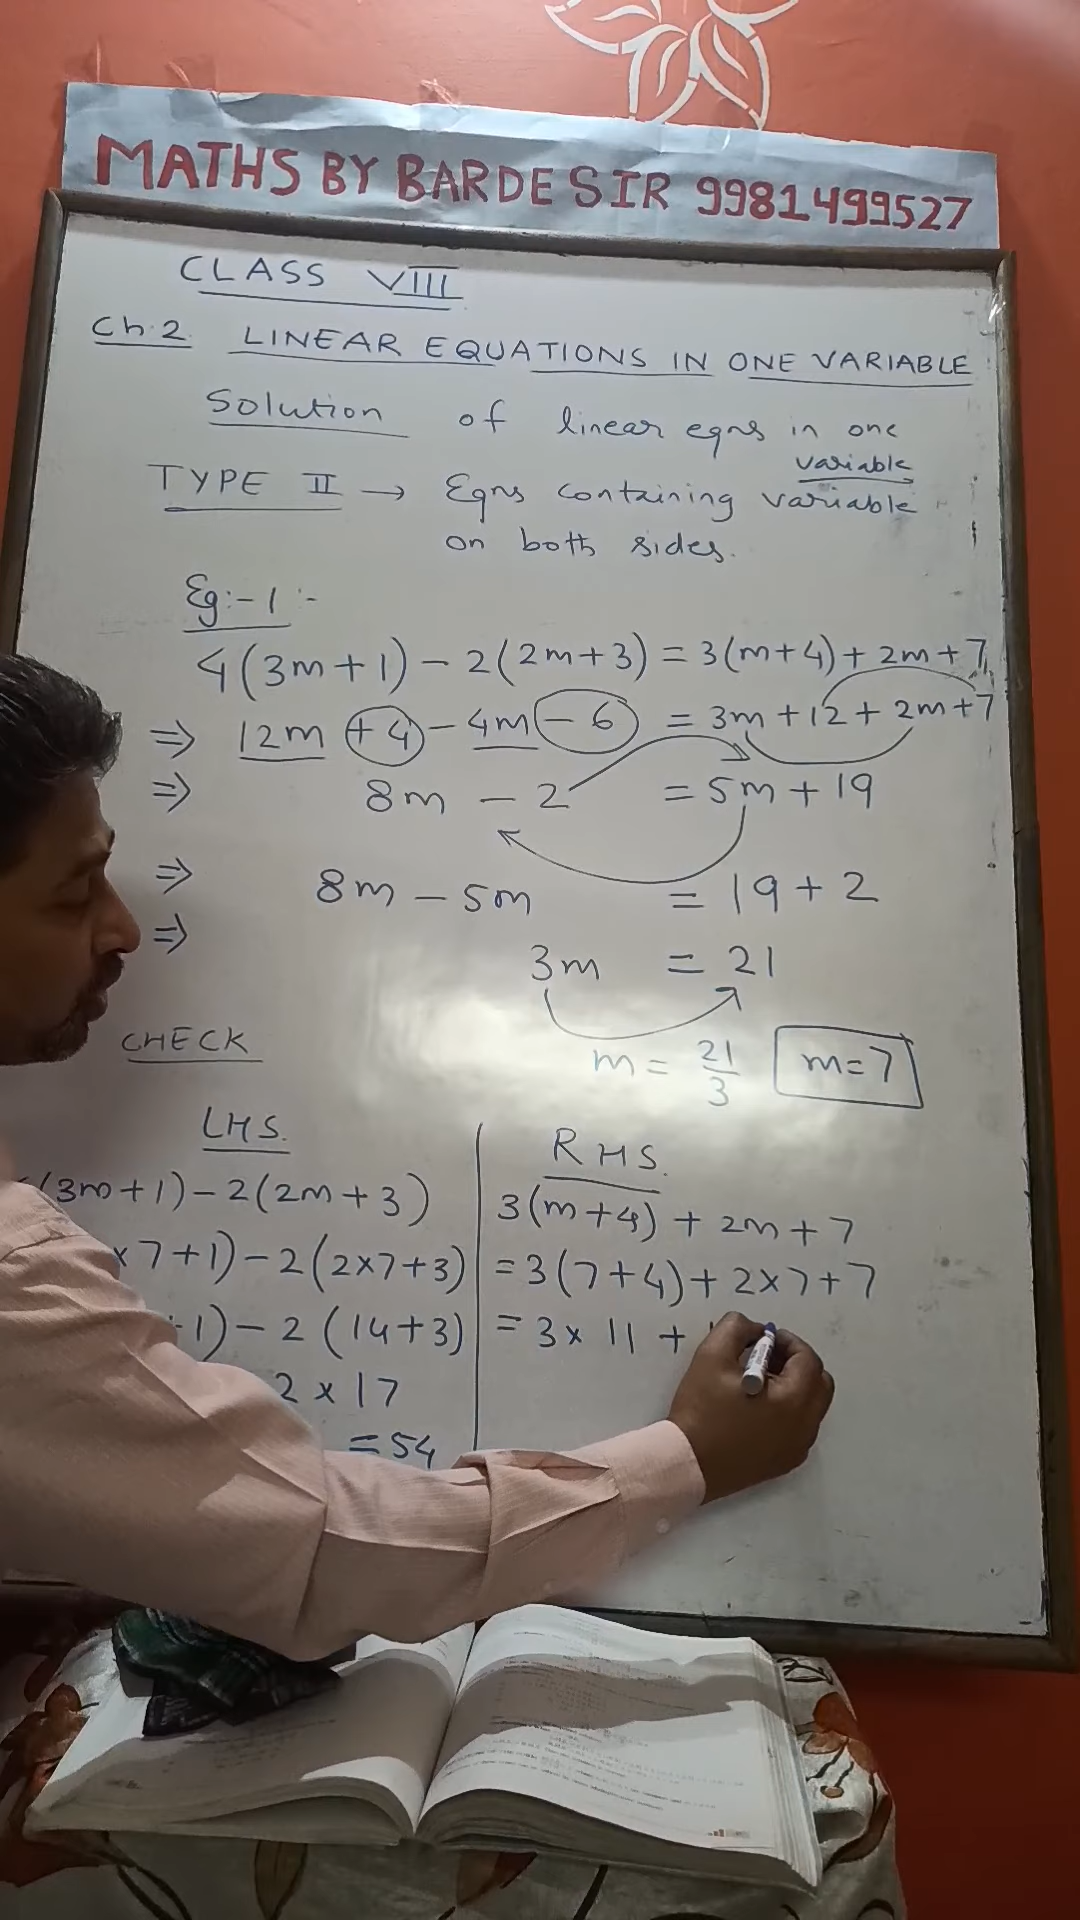 MATHS BY BARDE SIR 9981499527
CLASS VIII
Ch.2. LINEAR EQUATIONS IN ONE VARIABLE
Solution of linear eqns in one variable
TYPE II → Eqns containing variable
on both sides.
Eg:-1:-
4(3m+1)-2(2m+3)=3(m+4)+2m+7
⇒ 12m+4-4m-6 = 3m+12+2m+7
⇒ 8m-2 = 5m+19
⇒ 8m-5m = 19+2
⇒ 3m = 21
m = 21/3 m=7
CHECK
LHS.
(3m+1)-2(2m+3)
×7+1)-2(2×7+3)
1)-2(14+3)
2×17
=54
RHS.
3(m+4)+2m+7
=3(7+4)+2×7+7
=3×11+